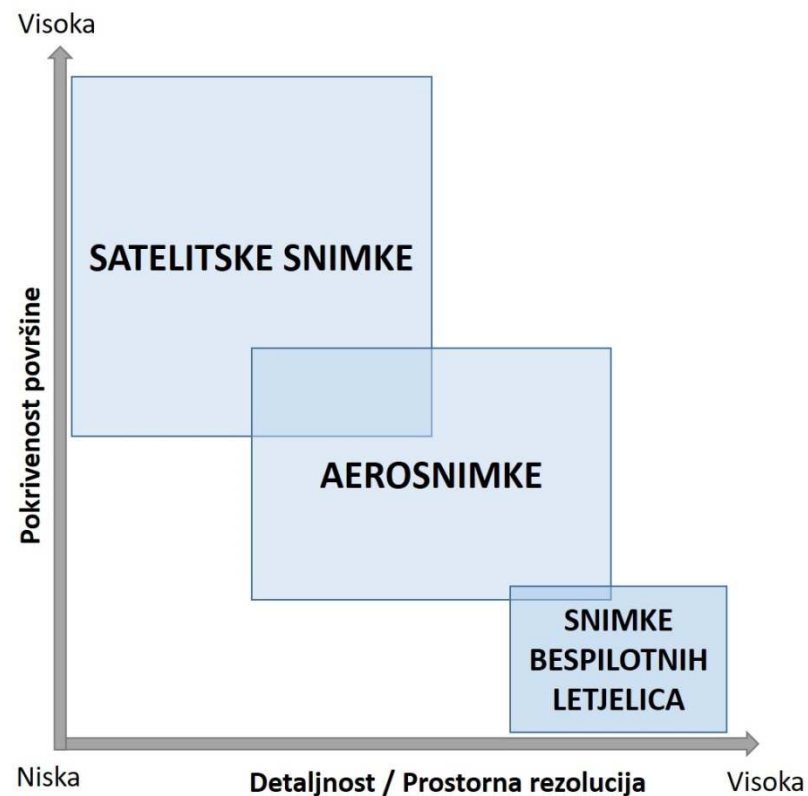 Visoka
SATELITSKE SNIMKE
AEROSNIMKE
SNIMKE
BESPILOTNIH
LETJELICA
Pokrivenost površine
Niska
Detaljnost / Prostorna rezolucija
Visoka